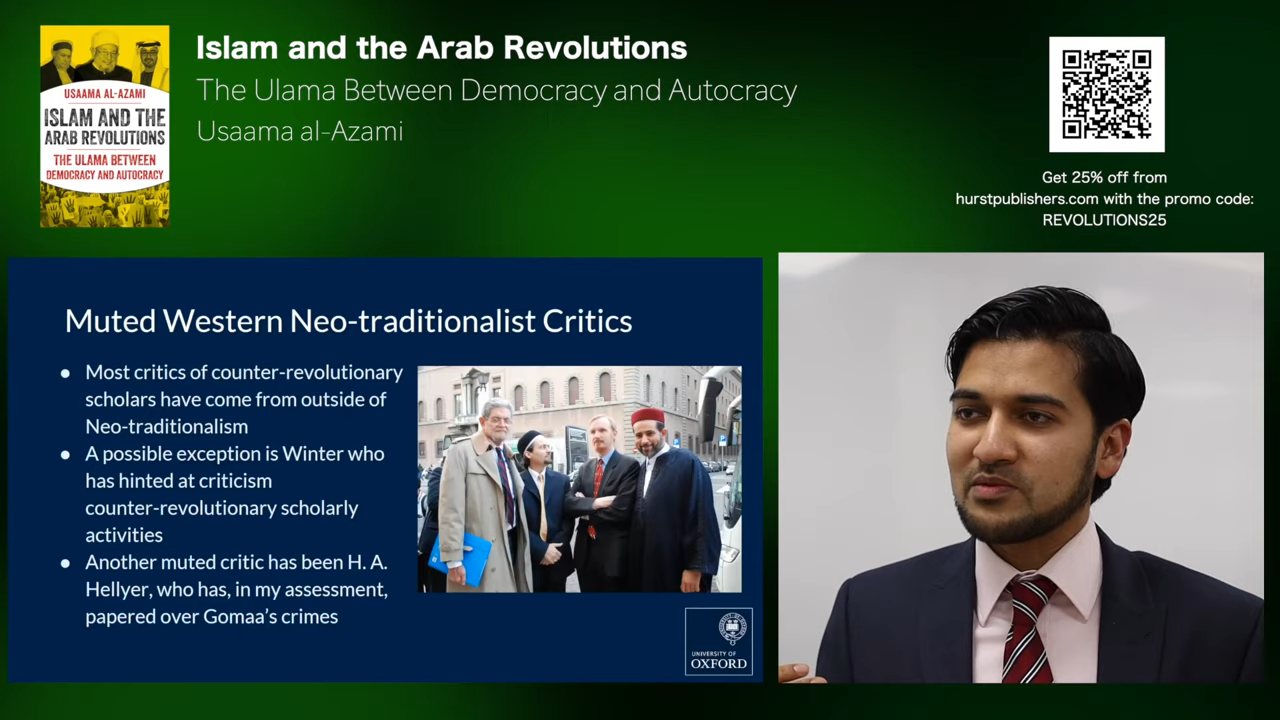 Islam and the Arab Revolutions
The Ulama Between Democracy and Autocracy
Usaama al-Azami
USAAMA AL-AZAMI
ISLAM AND THE
ARAB REVOLUTIONS
THE ULAMA BETWEEN
DEMOCRACY AND AUTOCRACY
Get 25% off from
hurstpublishers.com with the promo code:
REVOLUTIONS25
Muted Western Neo-traditionalist Critics
● Most critics of counter-revolutionary
scholars have come from outside of
Neo-traditionalism
● A possible exception is Winter who
has hinted at criticism
counter-revolutionary scholarly
activities
● Another muted critic has been H. A.
Hellyer, who has, in my assessment,
papered over Gomaa's crimes
UNIVERSITY OF
OXFORD